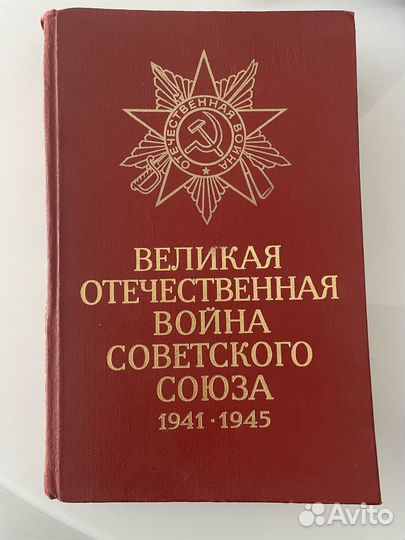 ОТЕЧЕСТВЕННАЯ ВОЙНА
ВЕЛИКАЯ
ОТЕЧЕСТВЕННАЯ
ВОЙНА
СОВЕТСКОГО
СОЮЗА
1941 · 1945
Avito